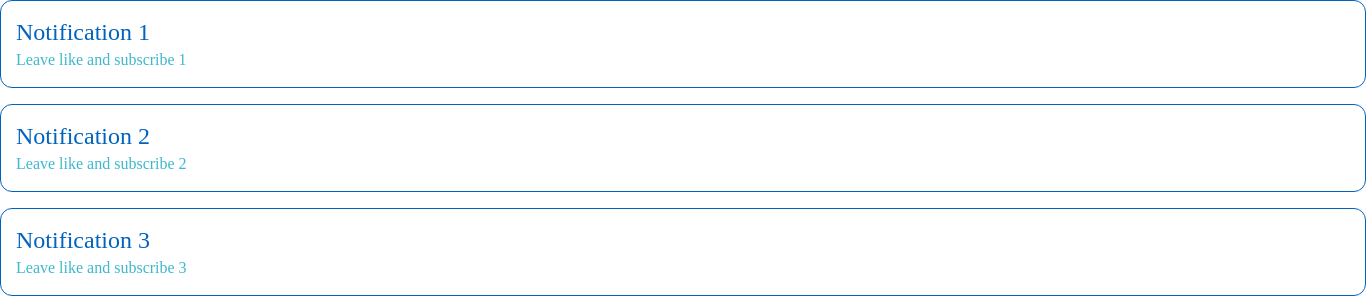 Notification 1
Leave like and subscribe 1
Notification 2
Leave like and subscribe 2
Notification 3
Leave like and subscribe 3